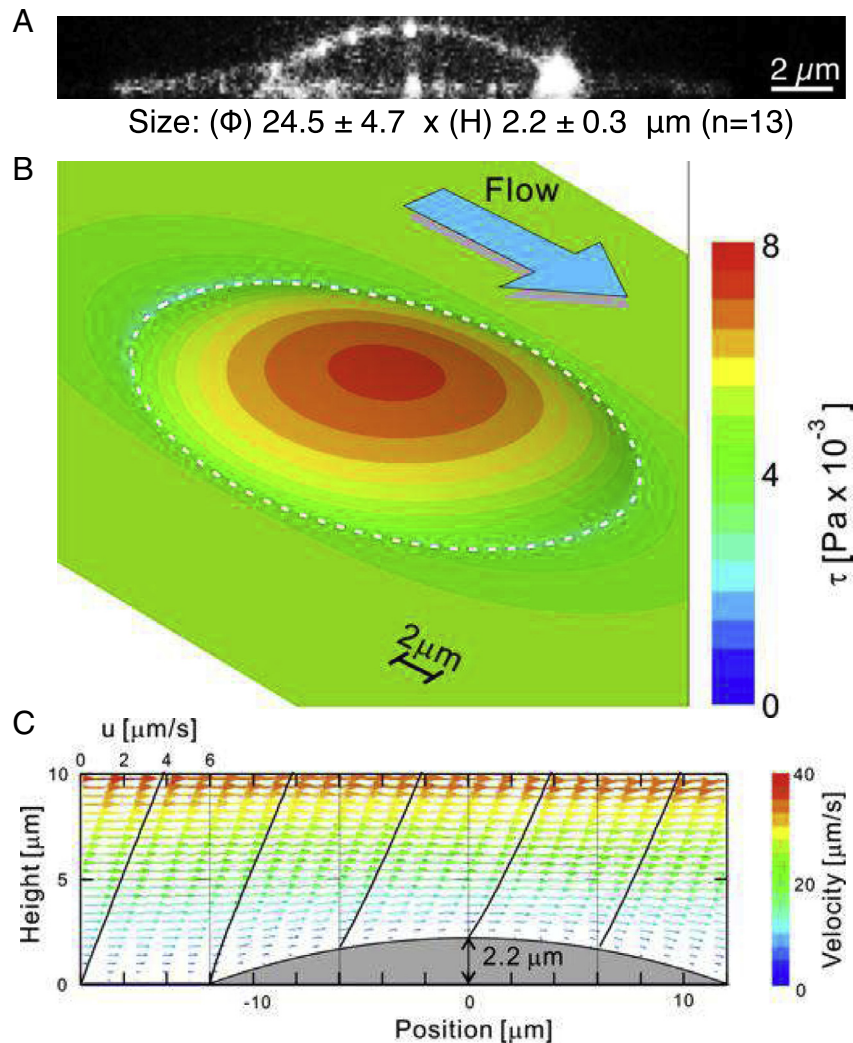 A
2 µm
Size: (Φ) 24.5 ± 4.7 x (H) 2.2 ± 0.3 µm (n=13)
B
Flow
8
4
0
τ [Pa x 10⁻³]
2µm
C
u [µm/s]
0 2 4 6
10
5
0
Height [µm]
2.2 µm
-10 0 10
Position [µm]
40
20
0
Velocity [µm/s]